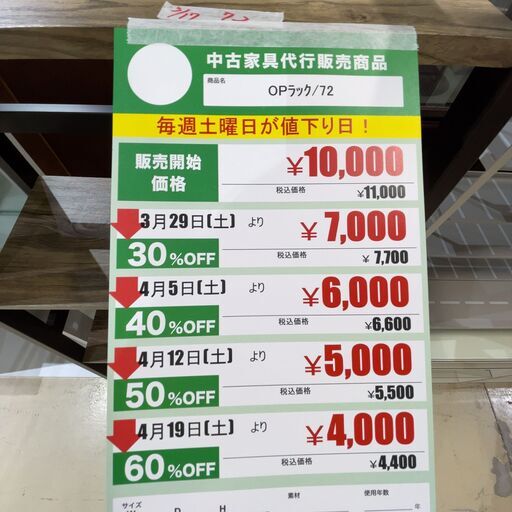 中古家具代行販売商品
商品名
OPラック/72
毎週土曜日が値下り日！
販売開始価格
¥10,000
税込価格 ¥11,000
3月29日(土) より ¥7,000
30%OFF 税込価格 ¥7,700
4月5日(土) より ¥6,000
40%OFF 税込価格 ¥6,600
4月12日(土) より ¥5,000
50%OFF 税込価格 ¥5,500
4月19日(土) より ¥4,000
60%OFF 税込価格 ¥4,400
サイズ 素材 使用年数
W D H 年